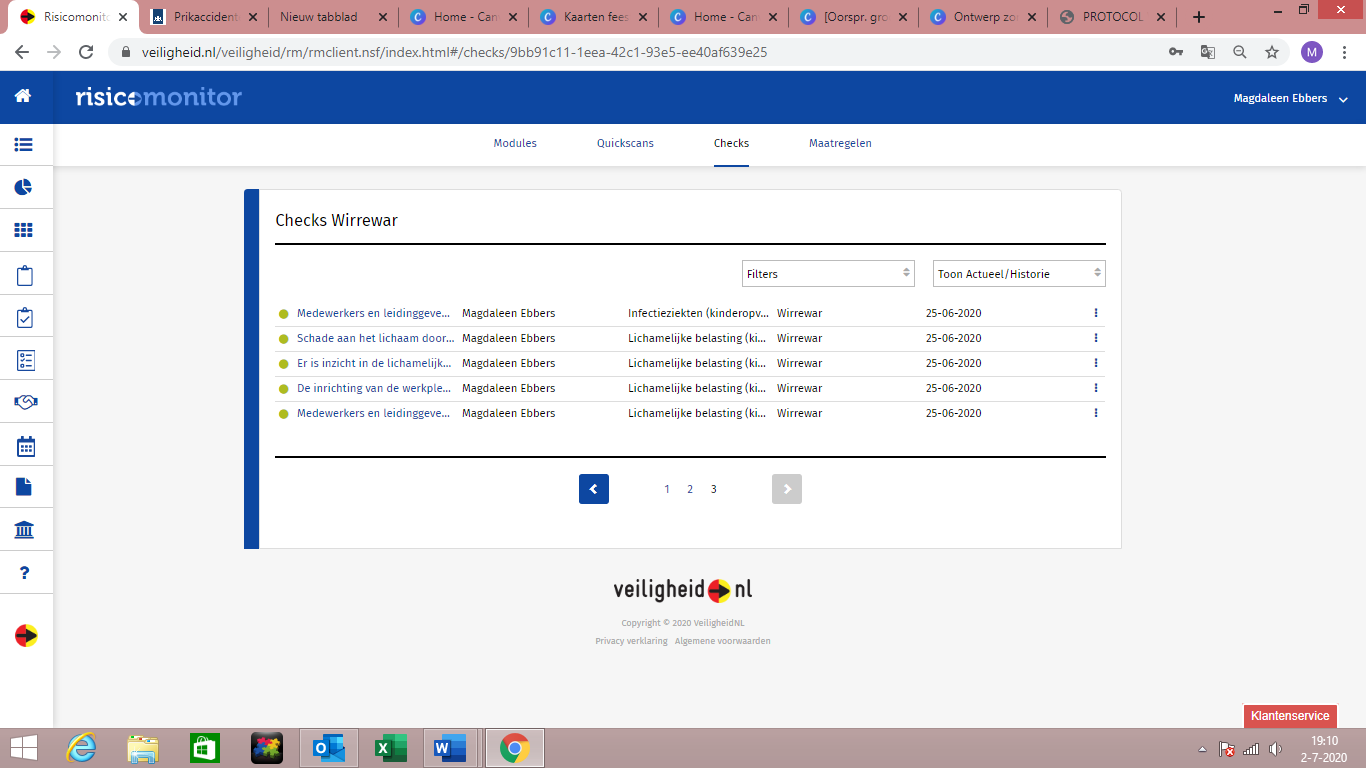 Risicomonito
Prikaccident
Nieuw tabblad
Home - Can
Kaarten fees
Home - Can
[Oorspr. gro
Ontwerp zo
PROTOCOL
veiligheid.nl/veiligheid/rm/rmclient.nsf/index.html#/checks/9bb91c11-1eea-42c1-93e5-ee40af639e25
M
risicomonitor
Magdaleen Ebbers
Modules Quickscans Checks Maatregelen
Checks Wirrewar
Filters Toon Actueel/Historie
Medewerkers en leidinggeve... Magdaleen Ebbers Infectieziekten (kinderopv... Wirrewar 25-06-2020
Schade aan het lichaam door... Magdaleen Ebbers Lichamelijke belasting (ki... Wirrewar 25-06-2020
Er is inzicht in de lichamelijk... Magdaleen Ebbers Lichamelijke belasting (ki... Wirrewar 25-06-2020
De inrichting van de werkple... Magdaleen Ebbers Lichamelijke belasting (ki... Wirrewar 25-06-2020
Medewerkers en leidinggeve... Magdaleen Ebbers Lichamelijke belasting (ki... Wirrewar 25-06-2020
1 2 3
?
veiligheid nl
Copyright © 2020 VeiligheidNL
Privacy verklaring Algemene voorwaarden
Klantenservice
19:10
2-7-2020